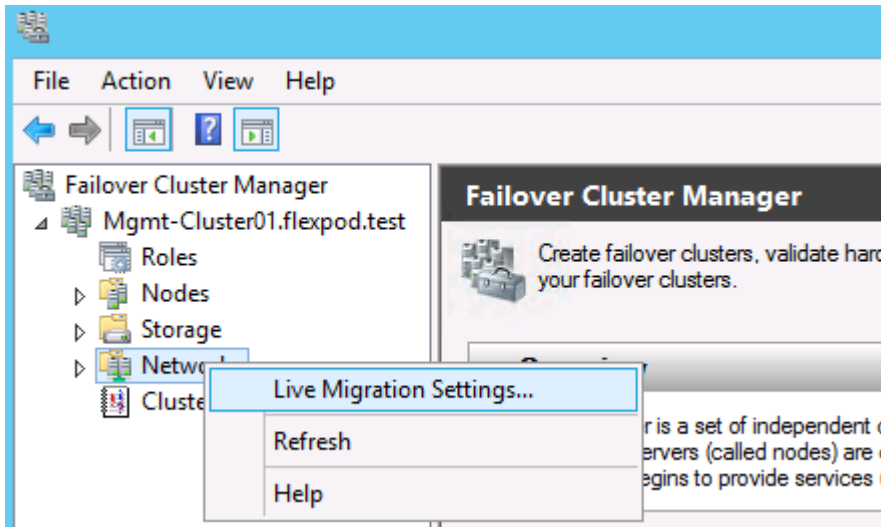 File Action View Help
Failover Cluster Manager
Mgmt-Cluster01.flexpod.test
Roles
Nodes
Storage
Cluste
Live Migration Settings...
Refresh
Help
Failover Cluster Manager
Create failover clusters, validate hard
your failover clusters.
is a set of independent
(called nodes) are
to provide services